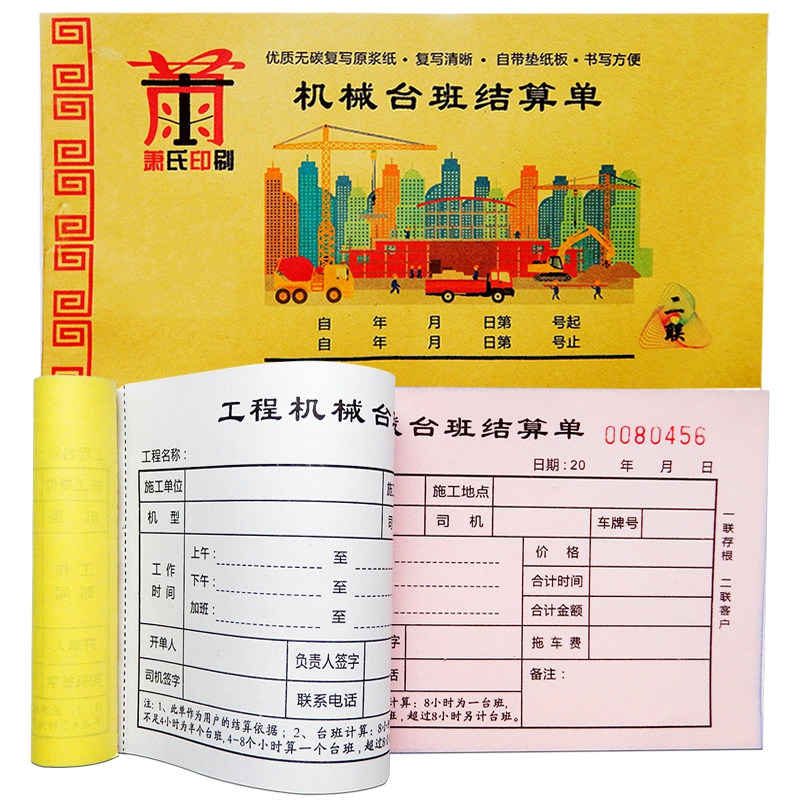 优质无碳复写原浆纸·复写清晰·自带垫纸板·书写方便
机械台班结算单
萧
萧氏印刷
自 年 月 日第 号起
自 年 月 日第 号止
二联
工程机械台
台班结算单 0080456
工程名称：
日期：20 年 月 日
施工单位
施工地点
机 型
司 机 车牌号
工作时间
上午： 至
下午： 至
加班： 至
价 格
合计时间
合计金额
拖 车 费
开单人 负责人签字
司机签字 联系电话
字
话
备注：
注：1、此单作为用户的结算依据；2、台班计算：8小
不足4小时为半个台班，4-8个小时算一个台班，超过8小
计算：8小时为一台班，
班，超过8小时另计台班。
一联存根 二联客户